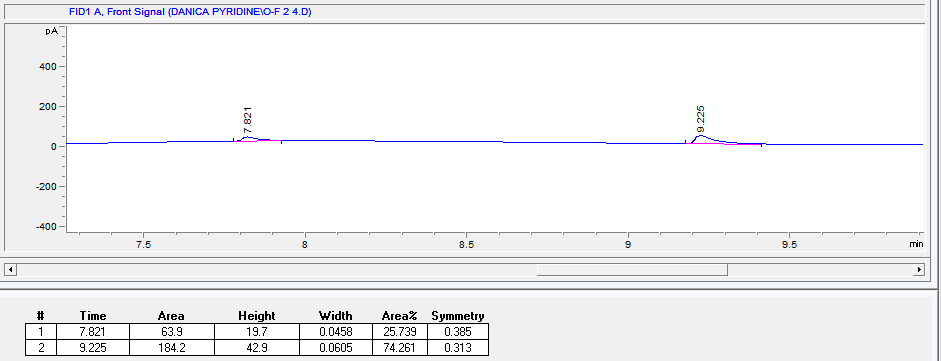 FID1 A, Front Signal (DANICA PYRIDINE\O-F 2 4.D)
pA
400
200
0
-200
-400
7.821
9.225
7.5 8 8.5 9 9.5 min
# Time Area Height Width Area% Symmetry
1 7.821 63.9 19.7 0.0458 25.739 0.385
2 9.225 184.2 42.9 0.0605 74.261 0.313